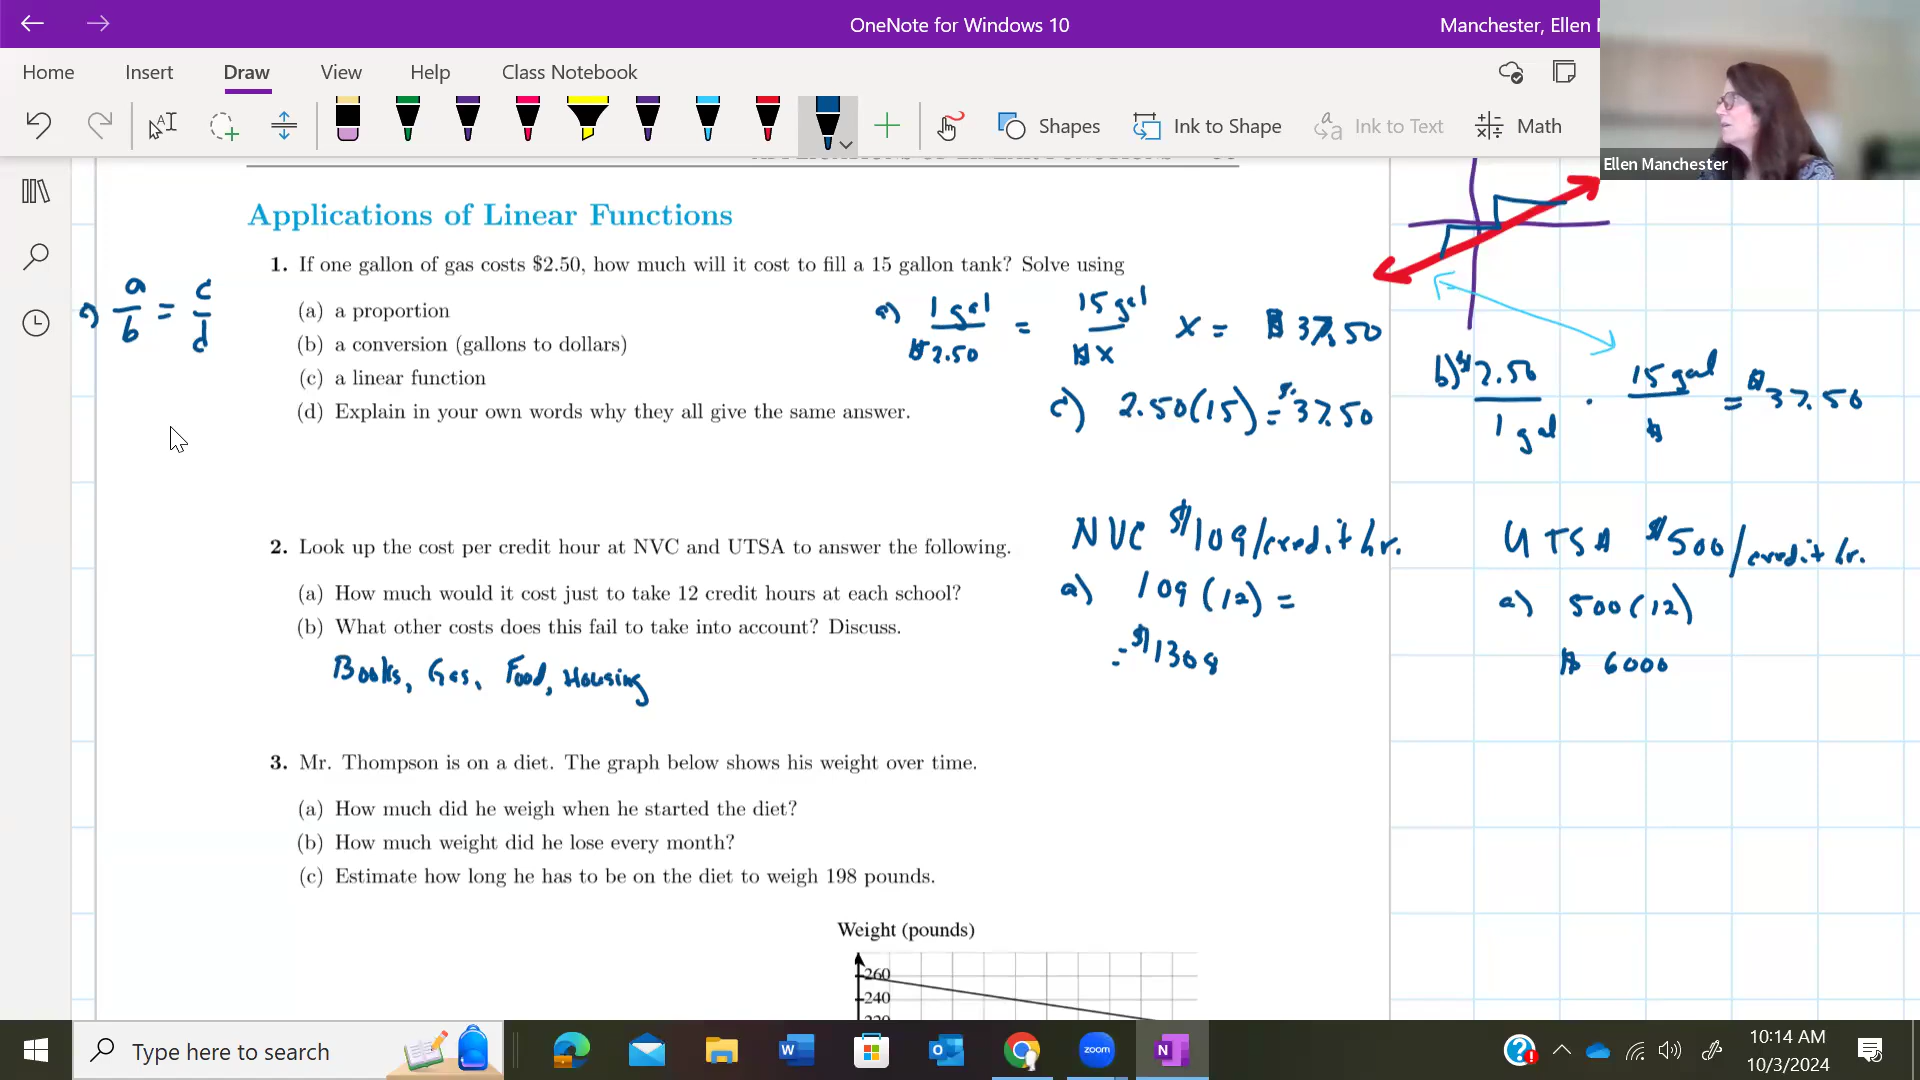 OneNote for Windows 10
Manchester, Ellen
Home Insert Draw View Help Class Notebook
Shapes Ink to Shape Ink to Text Math
Ellen Manchester
Applications of Linear Functions
1. If one gallon of gas costs $2.50, how much will it cost to fill a 15 gallon tank? Solve using
(a) a proportion
(b) a conversion (gallons to dollars)
(c) a linear function
(d) Explain in your own words why they all give the same answer.
a) a/b = c/d
a) 1 gal/$2.50 = 15 gal/$x x = $37.50
b) $2.50/1 gal · 15 gal/$ = $37.50
c) 2.50(15) = $37.50
2. Look up the cost per credit hour at NVC and UTSA to answer the following.
(a) How much would it cost just to take 12 credit hours at each school?
(b) What other costs does this fail to take into account? Discuss.
Books, Gas, Food, Housing
NVC $109/credit hr.
a) 109 (12) =
= $1308
UTSA $500/credit hr.
a) 500(12)
$ 6000
3. Mr. Thompson is on a diet. The graph below shows his weight over time.
(a) How much did he weigh when he started the diet?
(b) How much weight did he lose every month?
(c) Estimate how long he has to be on the diet to weigh 198 pounds.
Weight (pounds)
260
240
Type here to search
zoom
10:14 AM
10/3/2024